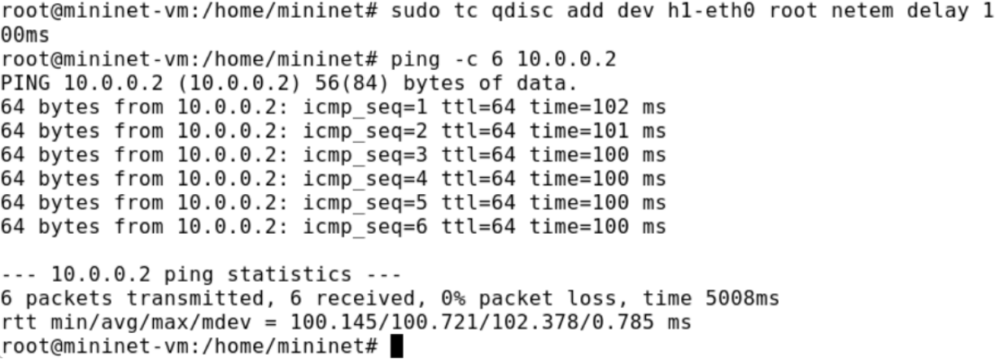 root@mininet-vm:/home/mininet# sudo tc qdisc add dev h1-eth0 root netem delay 1
00ms
root@mininet-vm:/home/mininet# ping -c 6 10.0.0.2
PING 10.0.0.2 (10.0.0.2) 56(84) bytes of data.
64 bytes from 10.0.0.2: icmp_seq=1 ttl=64 time=102 ms
64 bytes from 10.0.0.2: icmp_seq=2 ttl=64 time=101 ms
64 bytes from 10.0.0.2: icmp_seq=3 ttl=64 time=100 ms
64 bytes from 10.0.0.2: icmp_seq=4 ttl=64 time=100 ms
64 bytes from 10.0.0.2: icmp_seq=5 ttl=64 time=100 ms
64 bytes from 10.0.0.2: icmp_seq=6 ttl=64 time=100 ms
--- 10.0.0.2 ping statistics ---
6 packets transmitted, 6 received, 0% packet loss, time 5008ms
rtt min/avg/max/mdev = 100.145/100.721/102.378/0.785 ms
root@mininet-vm:/home/mininet#